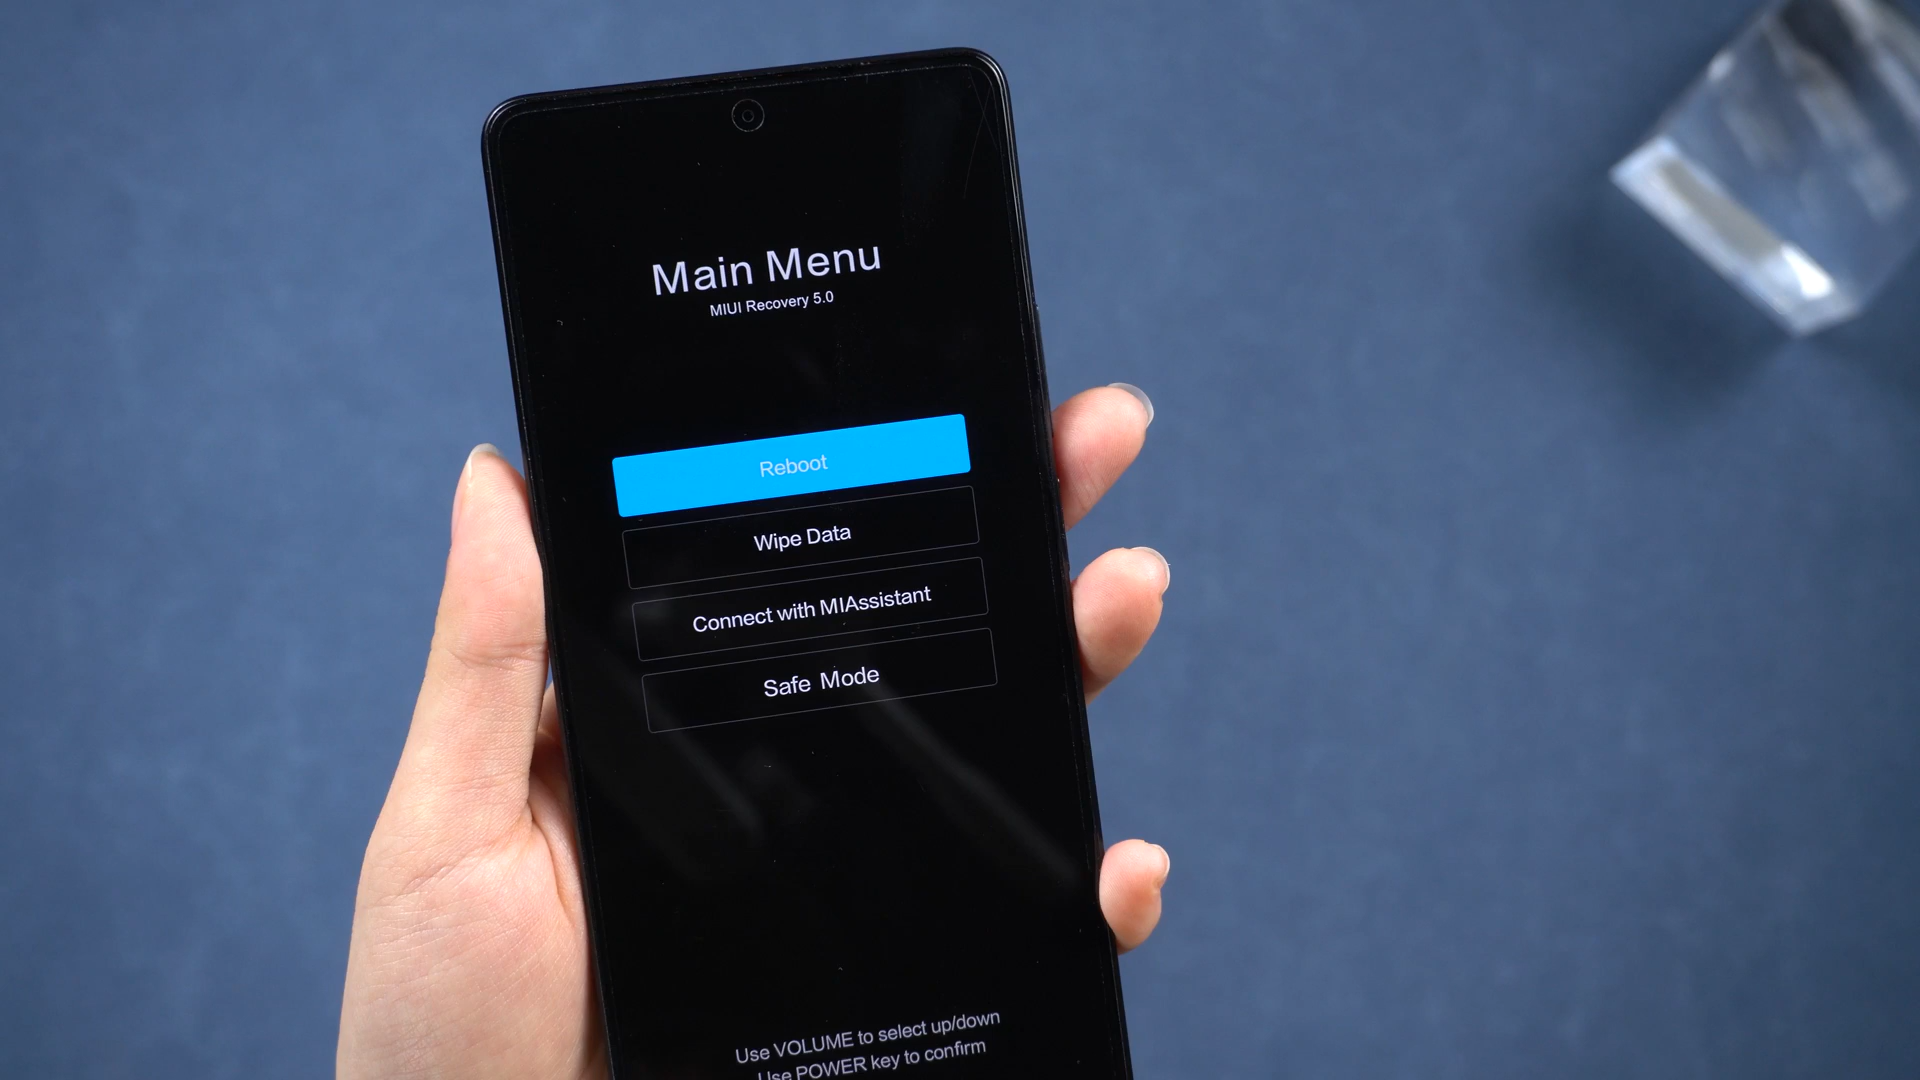 Main Menu
MIUI Recovery 5.0
Reboot
Wipe Data
Connect with MIAssistant
Safe Mode
Use VOLUME to select up/down
Use POWER key to confirm